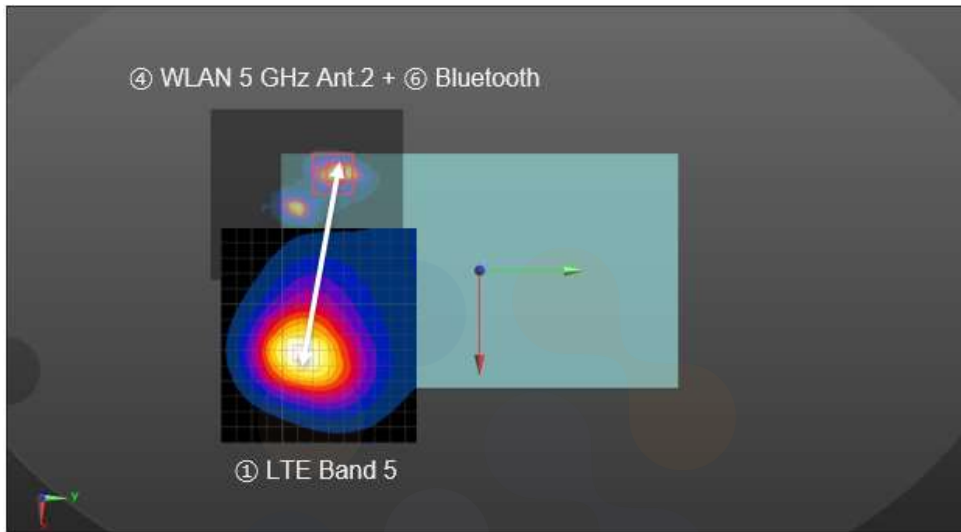 ④ WLAN 5 GHz Ant.2 + ⑥ Bluetooth
① LTE Band 5
y